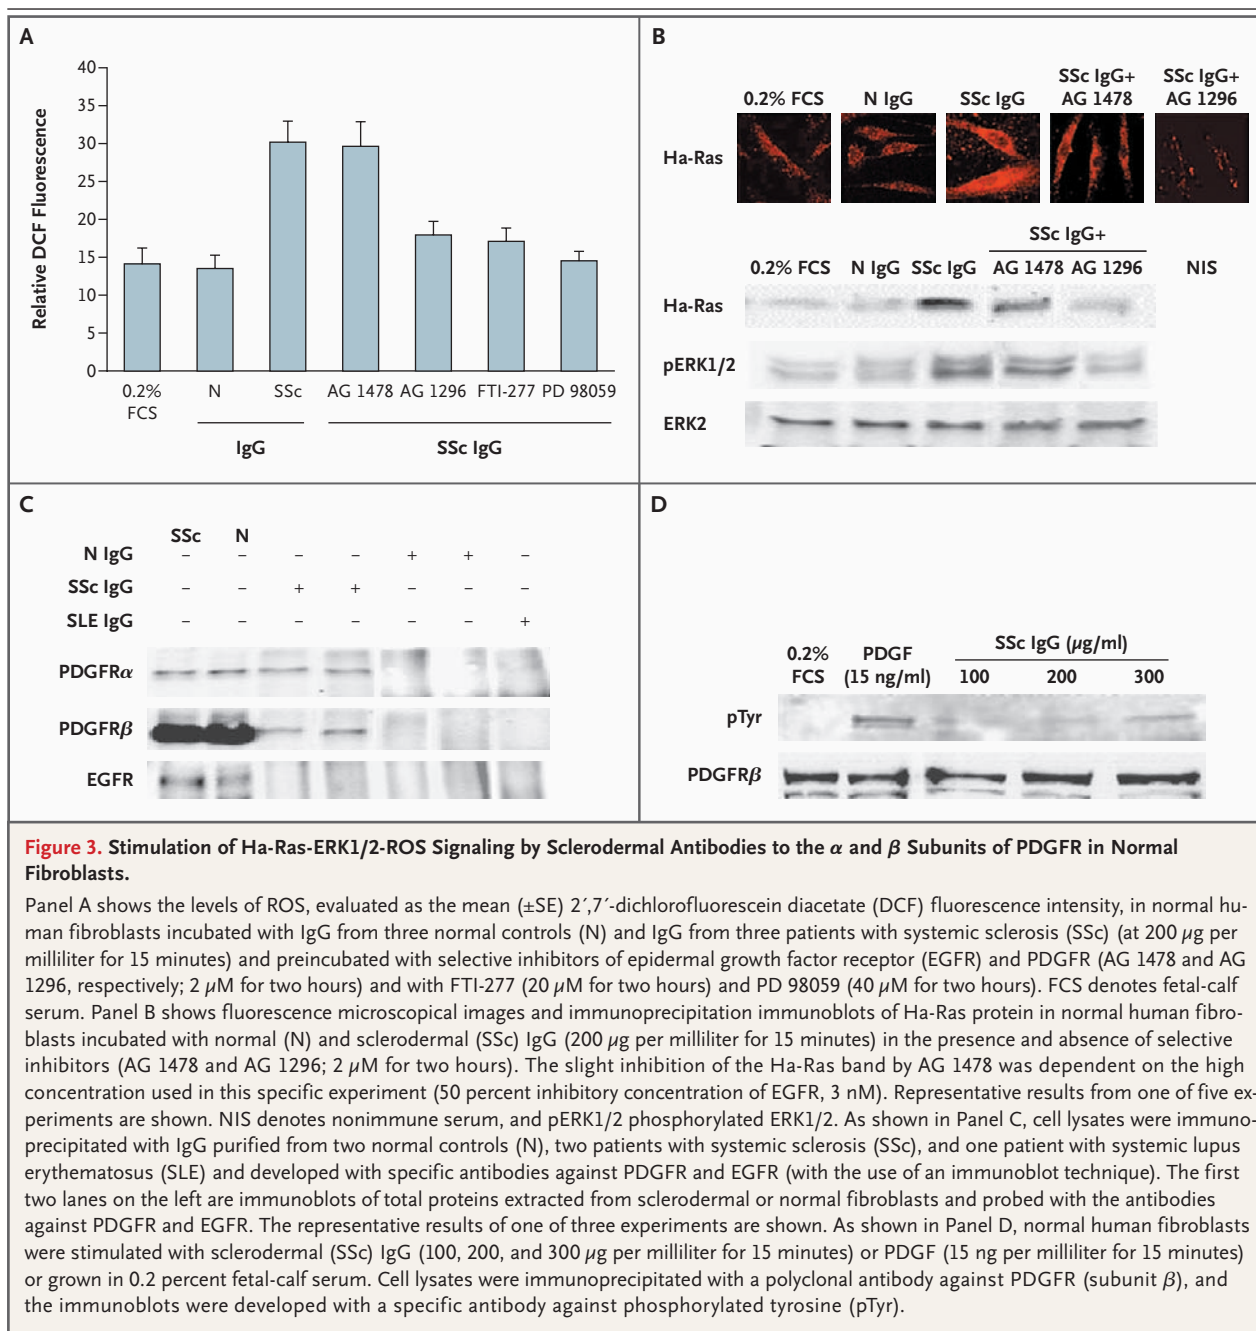 A
Relative DCF Fluorescence
40
35
30
25
20
15
10
5
0
0.2% FCS
N
SSc
AG 1478
AG 1296
FTI-277
PD 98059
IgG
SSc IgG
B
0.2% FCS
N IgG
SSc IgG
SSc IgG+ AG 1478
SSc IgG+ AG 1296
Ha-Ras
SSc IgG+
0.2% FCS
N IgG
SSc IgG
AG 1478
AG 1296
NIS
Ha-Ras
pERK1/2
ERK2
C
SSc N
N IgG – – – – + + –
SSc IgG – – + + – – –
SLE IgG – – – – – – +
PDGFRα
PDGFRβ
EGFR
D
0.2% FCS
PDGF (15 ng/ml)
SSc IgG (μg/ml)
100 200 300
pTyr
PDGFRβ
Figure 3. Stimulation of Ha-Ras-ERK1/2-ROS Signaling by Sclerodermal Antibodies to the α and β Subunits of PDGFR in Normal
Fibroblasts.
Panel A shows the levels of ROS, evaluated as the mean (±SE) 2′,7′-dichlorofluorescein diacetate (DCF) fluorescence intensity, in normal hu-
man fibroblasts incubated with IgG from three normal controls (N) and IgG from three patients with systemic sclerosis (SSc) (at 200 μg per
milliliter for 15 minutes) and preincubated with selective inhibitors of epidermal growth factor receptor (EGFR) and PDGFR (AG 1478 and AG
1296, respectively; 2 μM for two hours) and with FTI-277 (20 μM for two hours) and PD 98059 (40 μM for two hours). FCS denotes fetal-calf
serum. Panel B shows fluorescence microscopical images and immunoprecipitation immunoblots of Ha-Ras protein in normal human fibro-
blasts incubated with normal (N) and sclerodermal (SSc) IgG (200 μg per milliliter for 15 minutes) in the presence and absence of selective
inhibitors (AG 1478 and AG 1296; 2 μM for two hours). The slight inhibition of the Ha-Ras band by AG 1478 was dependent on the high
concentration used in this specific experiment (50 percent inhibitory concentration of EGFR, 3 nM). Representative results from one of five ex-
periments are shown. NIS denotes nonimmune serum, and pERK1/2 phosphorylated ERK1/2. As shown in Panel C, cell lysates were immuno-
precipitated with IgG purified from two normal controls (N), two patients with systemic sclerosis (SSc), and one patient with systemic lupus
erythematosus (SLE) and developed with specific antibodies against PDGFR and EGFR (with the use of an immunoblot technique). The first
two lanes on the left are immunoblots of total proteins extracted from sclerodermal or normal fibroblasts and probed with the antibodies
against PDGFR and EGFR. The representative results of one of three experiments are shown. As shown in Panel D, normal human fibroblasts
were stimulated with sclerodermal (SSc) IgG (100, 200, and 300 μg per milliliter for 15 minutes) or PDGF (15 ng per milliliter for 15 minutes)
or grown in 0.2 percent fetal-calf serum. Cell lysates were immunoprecipitated with a polyclonal antibody against PDGFR (subunit β), and
the immunoblots were developed with a specific antibody against phosphorylated tyrosine (pTyr).